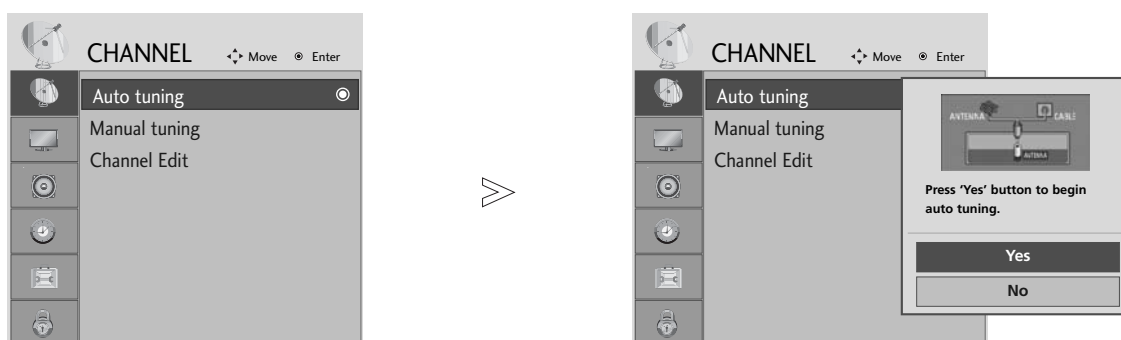 CHANNEL Move Enter
Auto tuning
Manual tuning
Channel Edit
CHANNEL Move Enter
Auto tuning
Manual tuning
Channel Edit
ANTENNA CABLE
ANTENNA
Press ‘Yes’ button to begin
auto tuning.
Yes
No